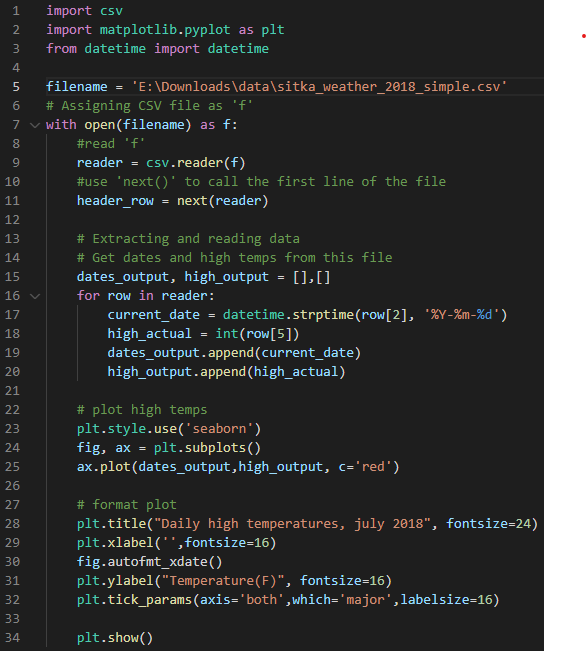 1 import csv
2 import matplotlib.pyplot as plt
3 from datetime import datetime
4
5 filename = 'E:\Downloads\data\sitka_weather_2018_simple.csv'
6 # Assigning CSV file as 'f'
7 with open(filename) as f:
8     #read 'f'
9     reader = csv.reader(f)
10     #use 'next()' to call the first line of the file
11     header_row = next(reader)
12
13     # Extracting and reading data
14     # Get dates and high temps from this file
15     dates_output, high_output = [],[]
16     for row in reader:
17         current_date = datetime.strptime(row[2], '%Y-%m-%d')
18         high_actual = int(row[5])
19         dates_output.append(current_date)
20         high_output.append(high_actual)
21
22     # plot high temps
23     plt.style.use('seaborn')
24     fig, ax = plt.subplots()
25     ax.plot(dates_output,high_output, c='red')
26
27     # format plot
28     plt.title("Daily high temperatures, july 2018", fontsize=24)
29     plt.xlabel('',fontsize=16)
30     fig.autofmt_xdate()
31     plt.ylabel("Temperature(F)", fontsize=16)
32     plt.tick_params(axis='both',which='major',labelsize=16)
33
34     plt.show()